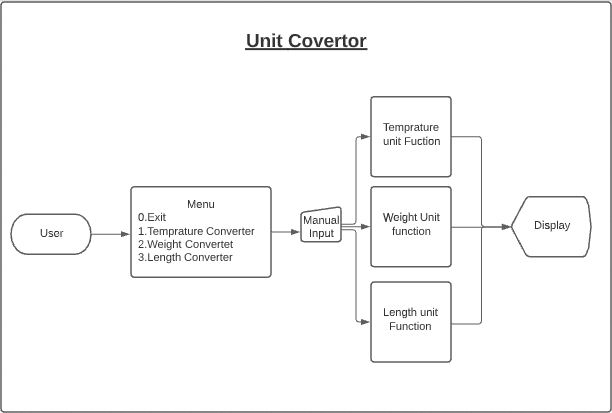 Unit Covertor
User
Menu
0.Exit
1.Temprature Converter
2.Weight Convertet
3.Length Converter
Manual
Input
Temprature
unit Fuction
Weight Unit
function
Length unit
Function
Display